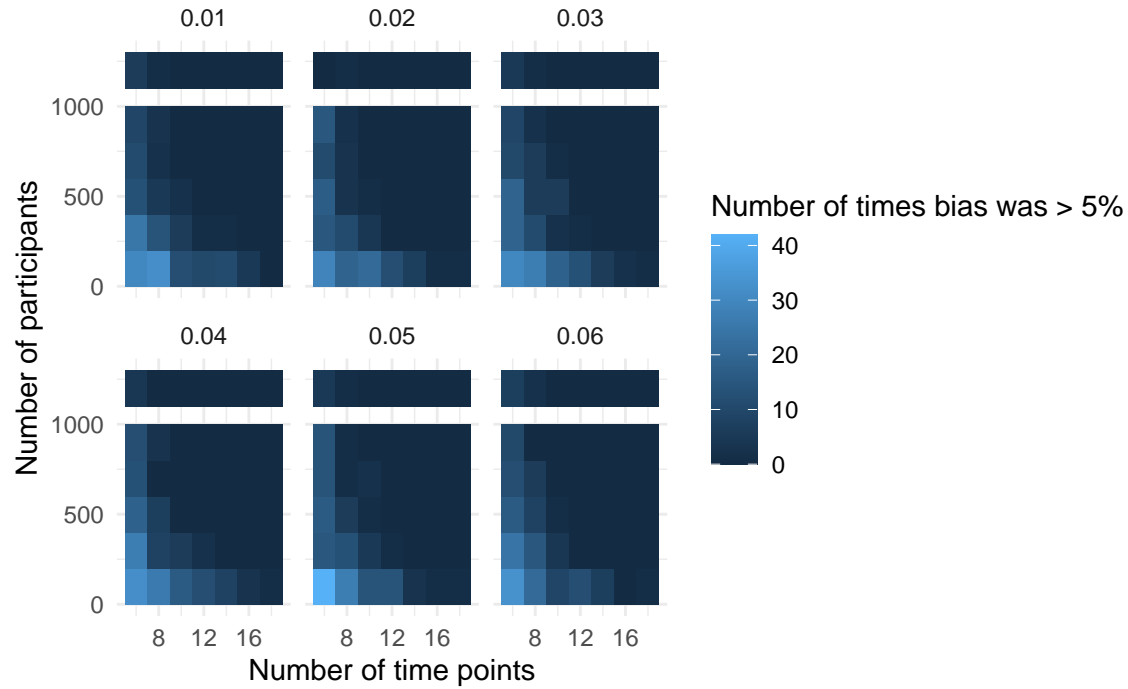 0.01 0.02 0.03
1000
500
0
0.04 0.05 0.06
1000
500
0
8 12 16 8 12 16 8 12 16
Number of time points
Number of participants
Number of times bias was > 5%
40
30
20
10
0